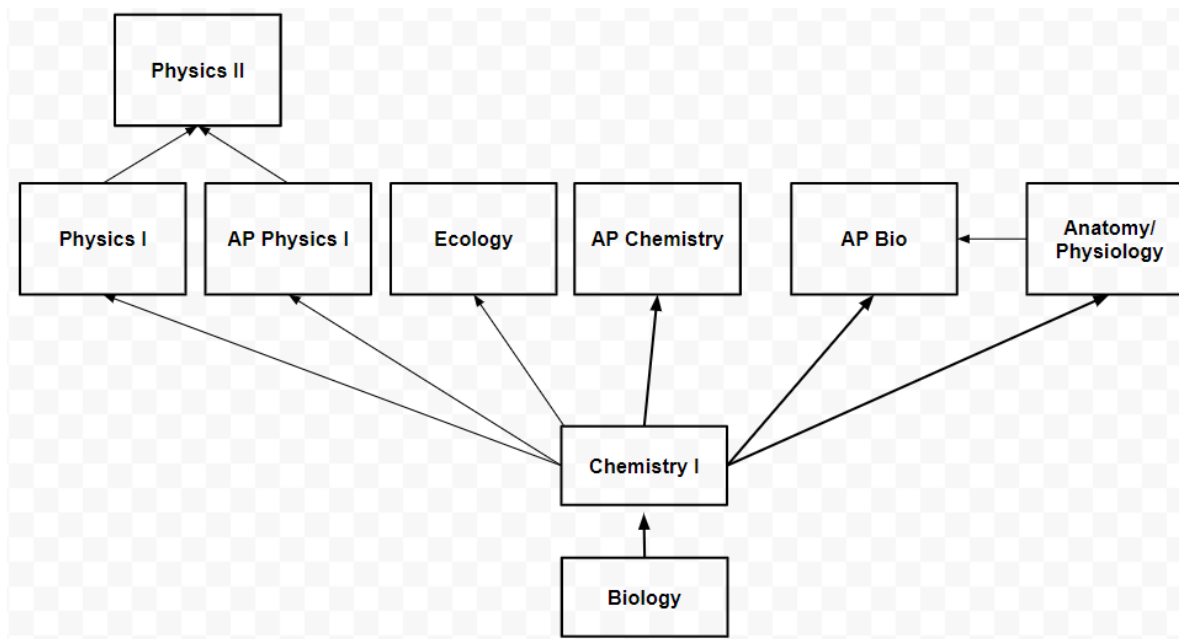 Physics II
Physics I
AP Physics I
Ecology
AP Chemistry
AP Bio
Anatomy/
Physiology
Chemistry I
Biology